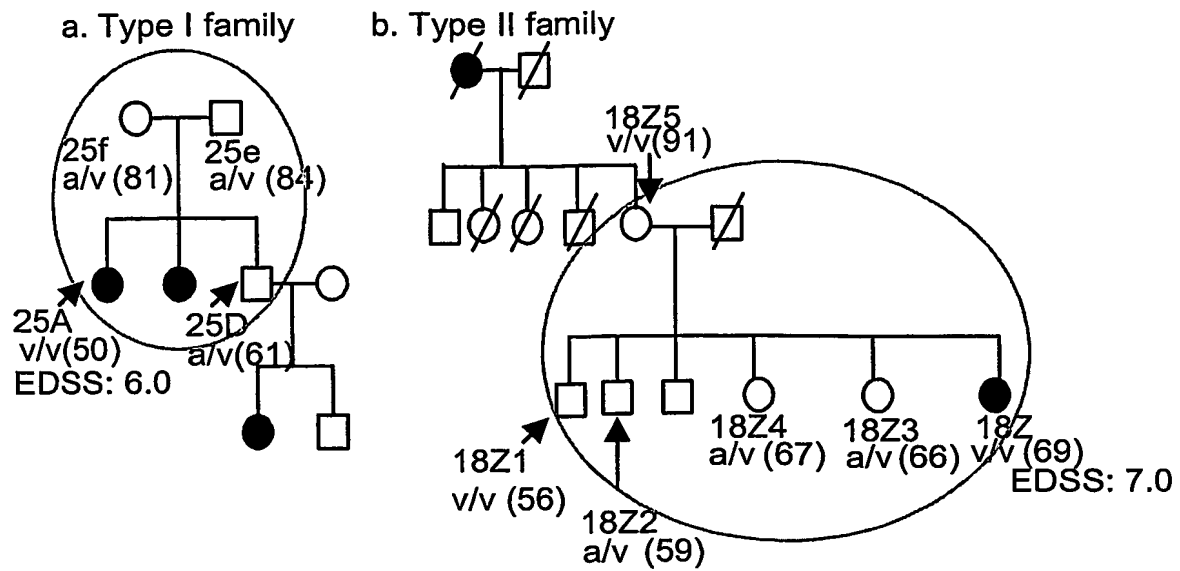 a. Type I family
25f
a/v (81)
25e
a/v (84)
25A
v/v(50)
EDSS: 6.0
25D
a/v(61)
b. Type II family
18Z5
v/v(91)
18Z1
v/v (56)
18Z2
a/v (59)
18Z4
a/v (67)
18Z3
a/v (66)
18Z
v/v (69)
EDSS: 7.0